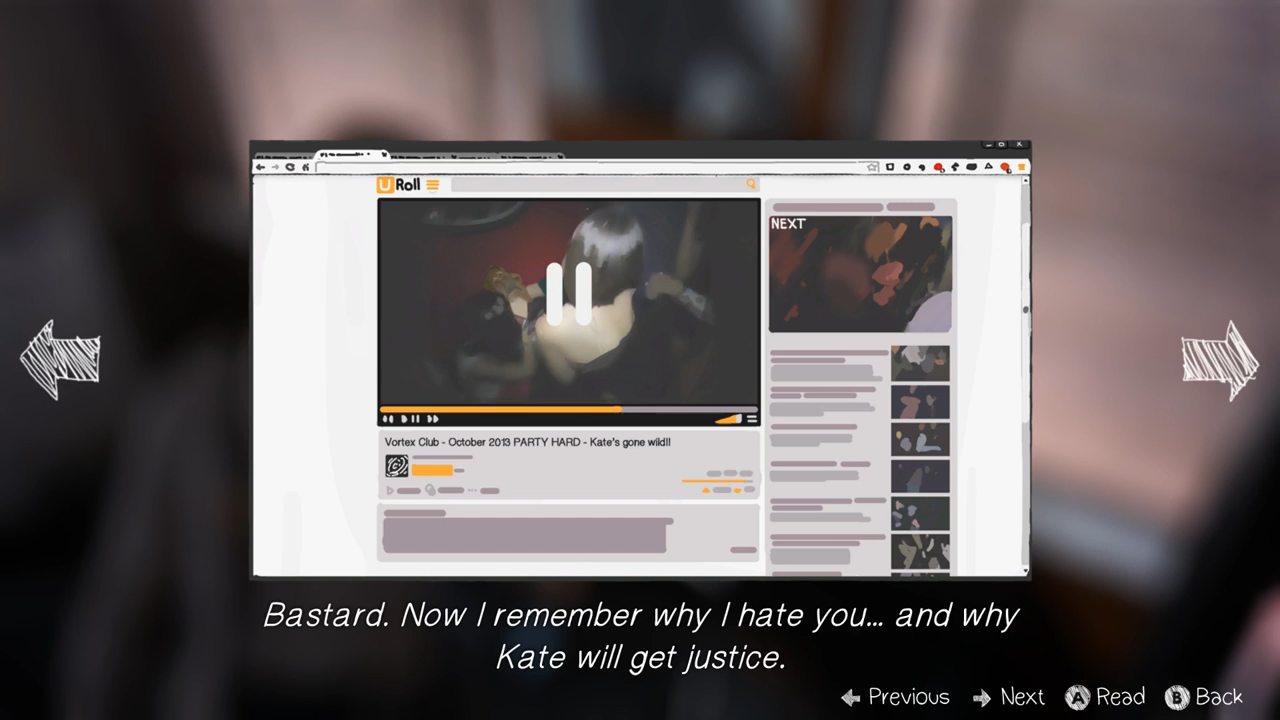 U Roll
NEXT
Vortex Club - October 2013 PARTY HARD - Kate's gone wild!!
Bastard. Now I remember why I hate you... and why
Kate will get justice.
Previous Next A Read B Back